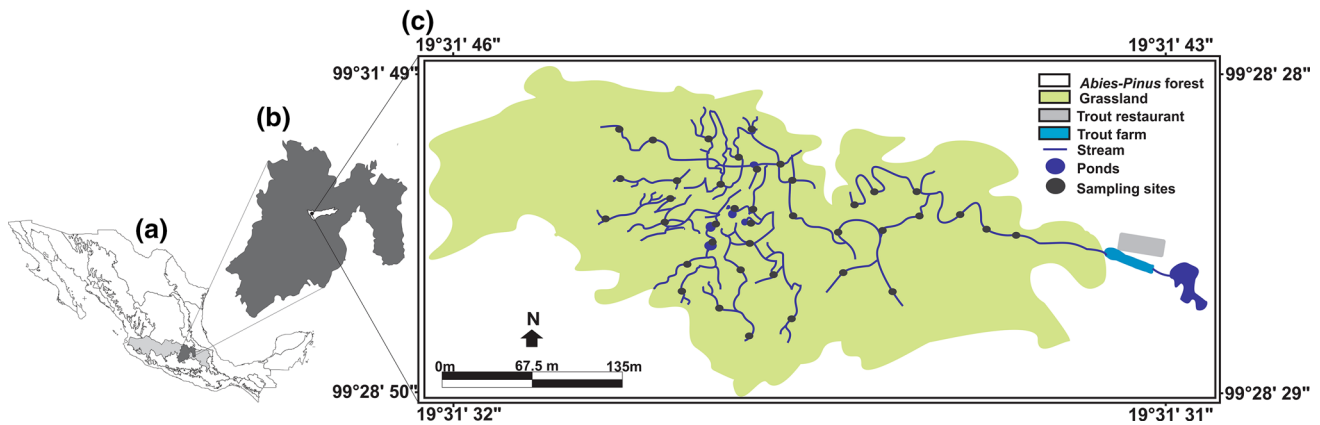 (c)
19°31' 46"
19°31' 43"
99°31' 49"
99°28' 28"
Abies-Pinus forest
Grassland
Trout restaurant
Trout farm
Stream
Ponds
Sampling sites
(b)
(a)
N
0m 67.5 m 135m
99°28' 50"
99°28' 29"
19°31' 32"
19°31' 31"